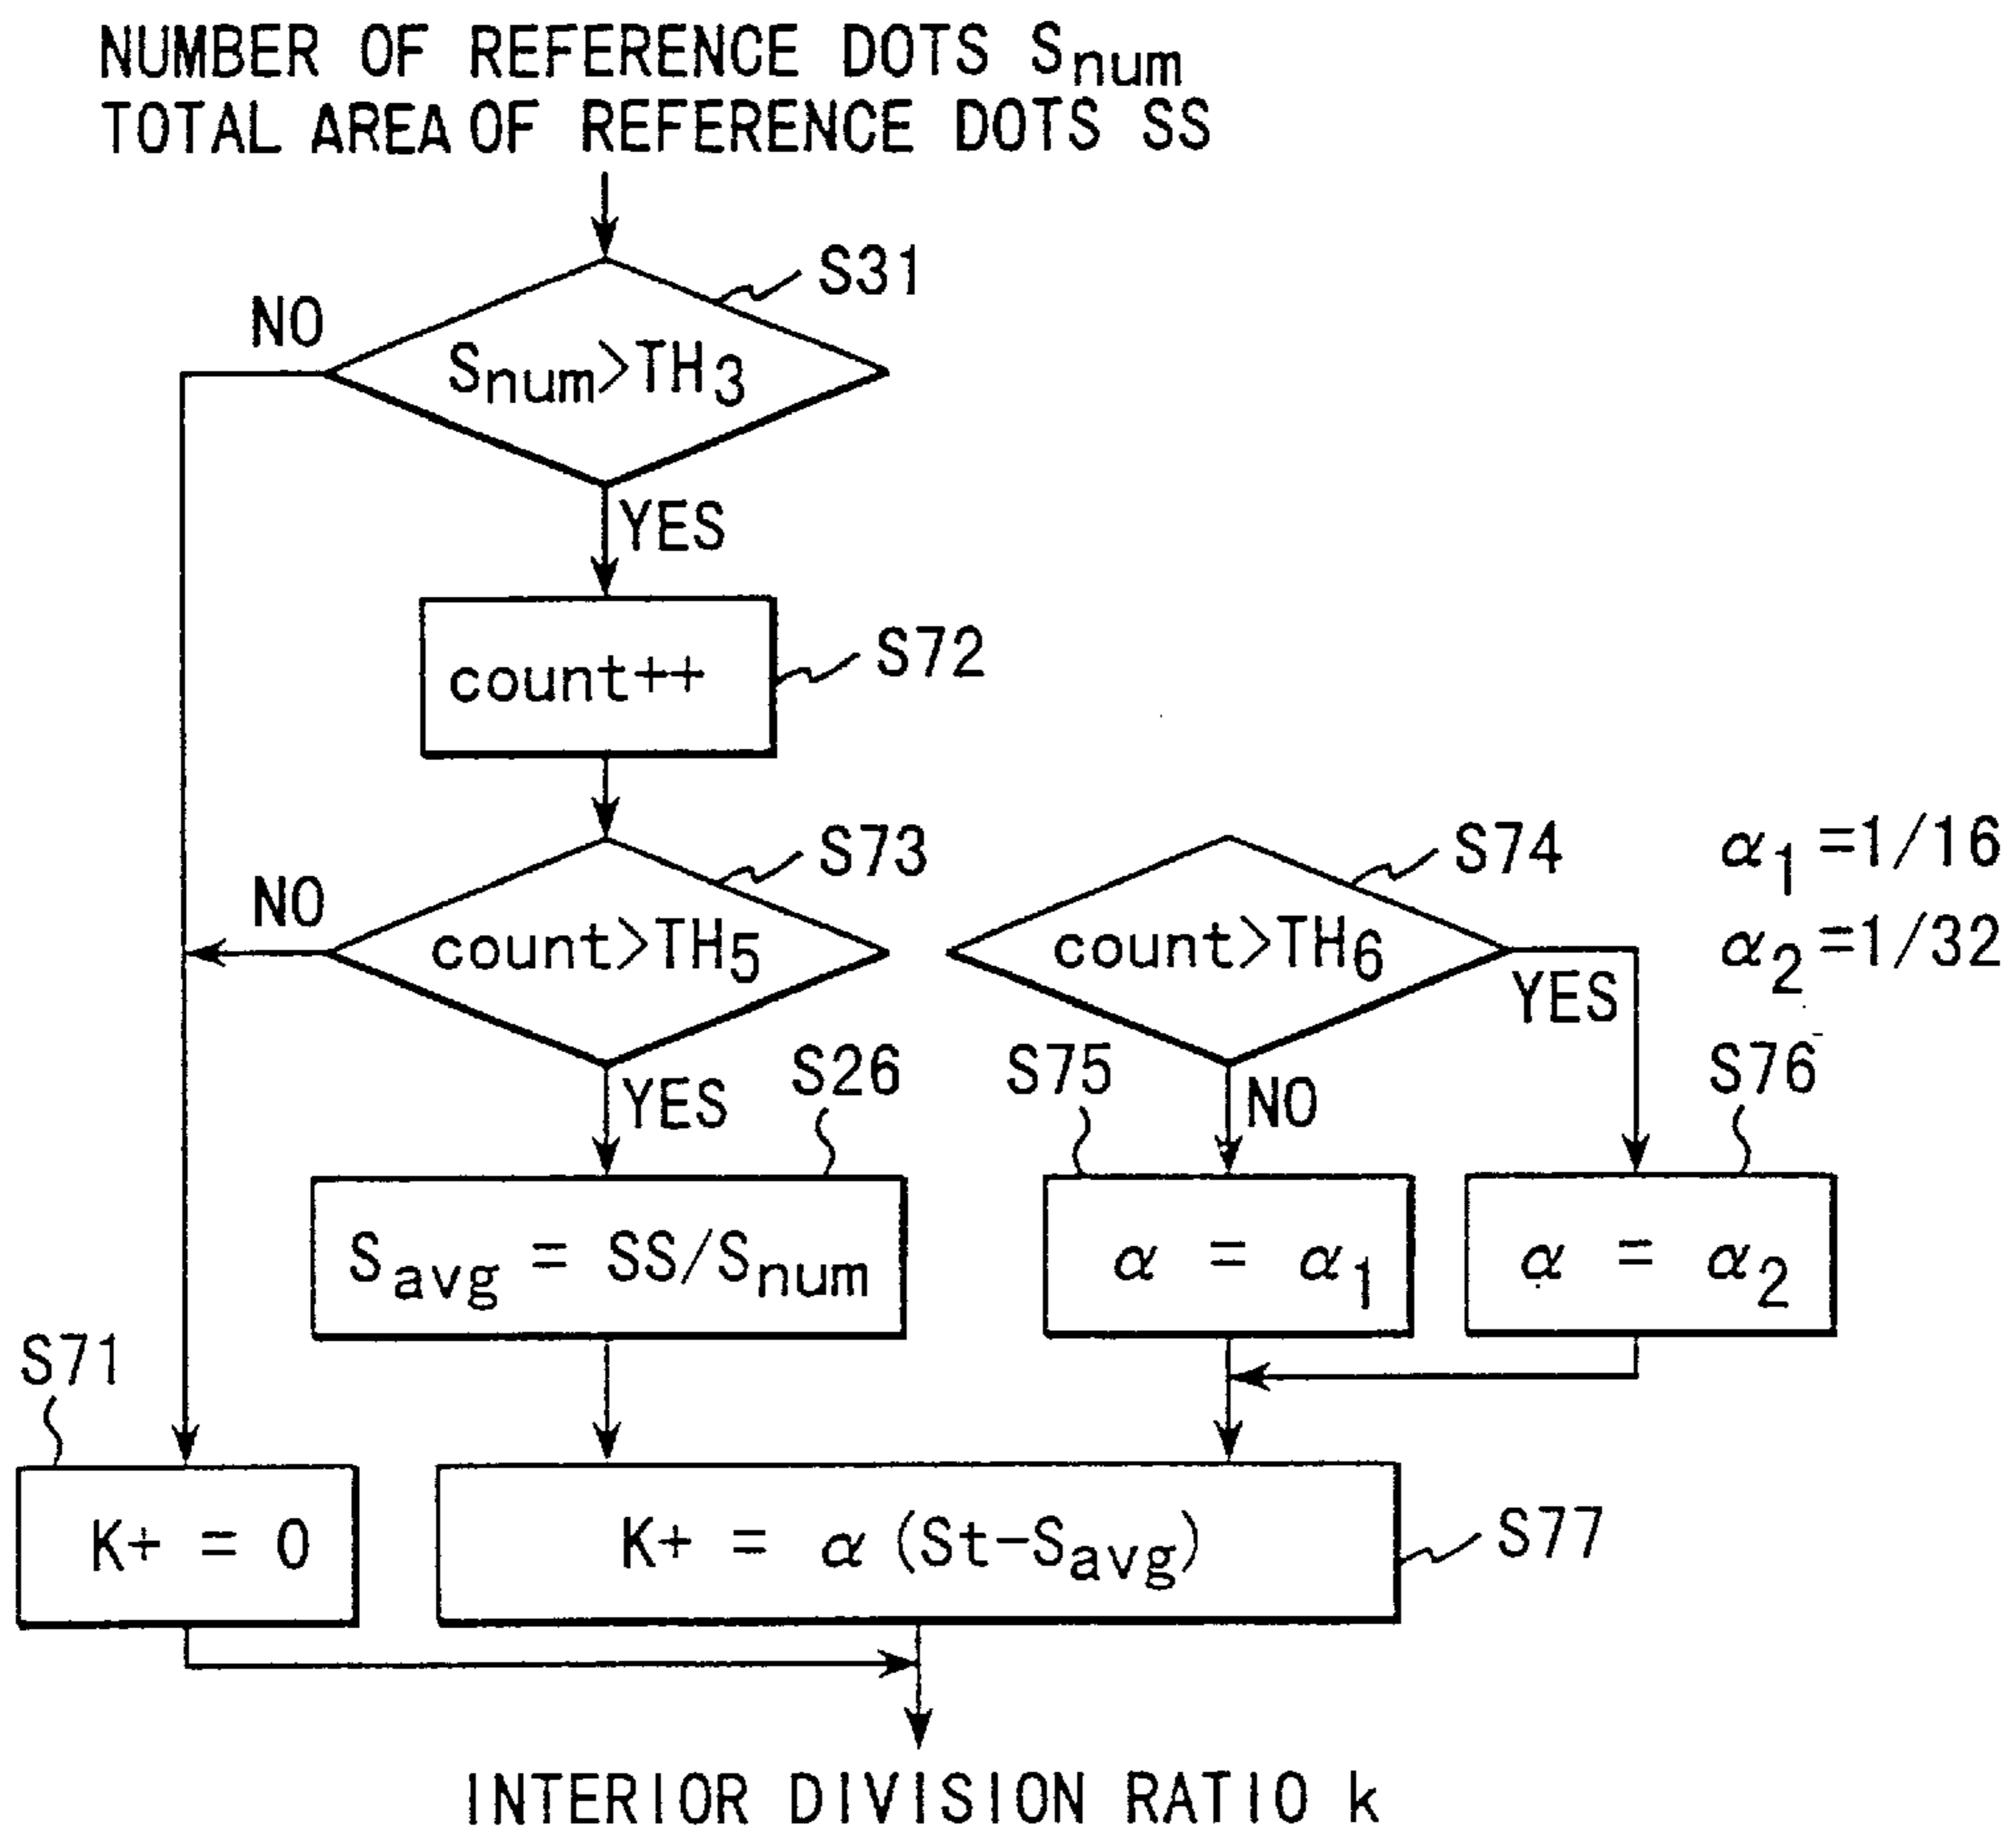 NUMBER OF REFERENCE DOTS Snum
TOTAL AREA OF REFERENCE DOTS SS
S31
NO
Snum>TH3
YES
S72
count++
S73
NO
count>TH5
YES
S74
count>TH6
YES
NO
α1=1/16
α2=1/32
S26
Savg = SS/Snum
S75
α = α1
S76
α = α2
S71
K+ = 0
K+ = α(St-Savg)
S77
INTERIOR DIVISION RATIO k